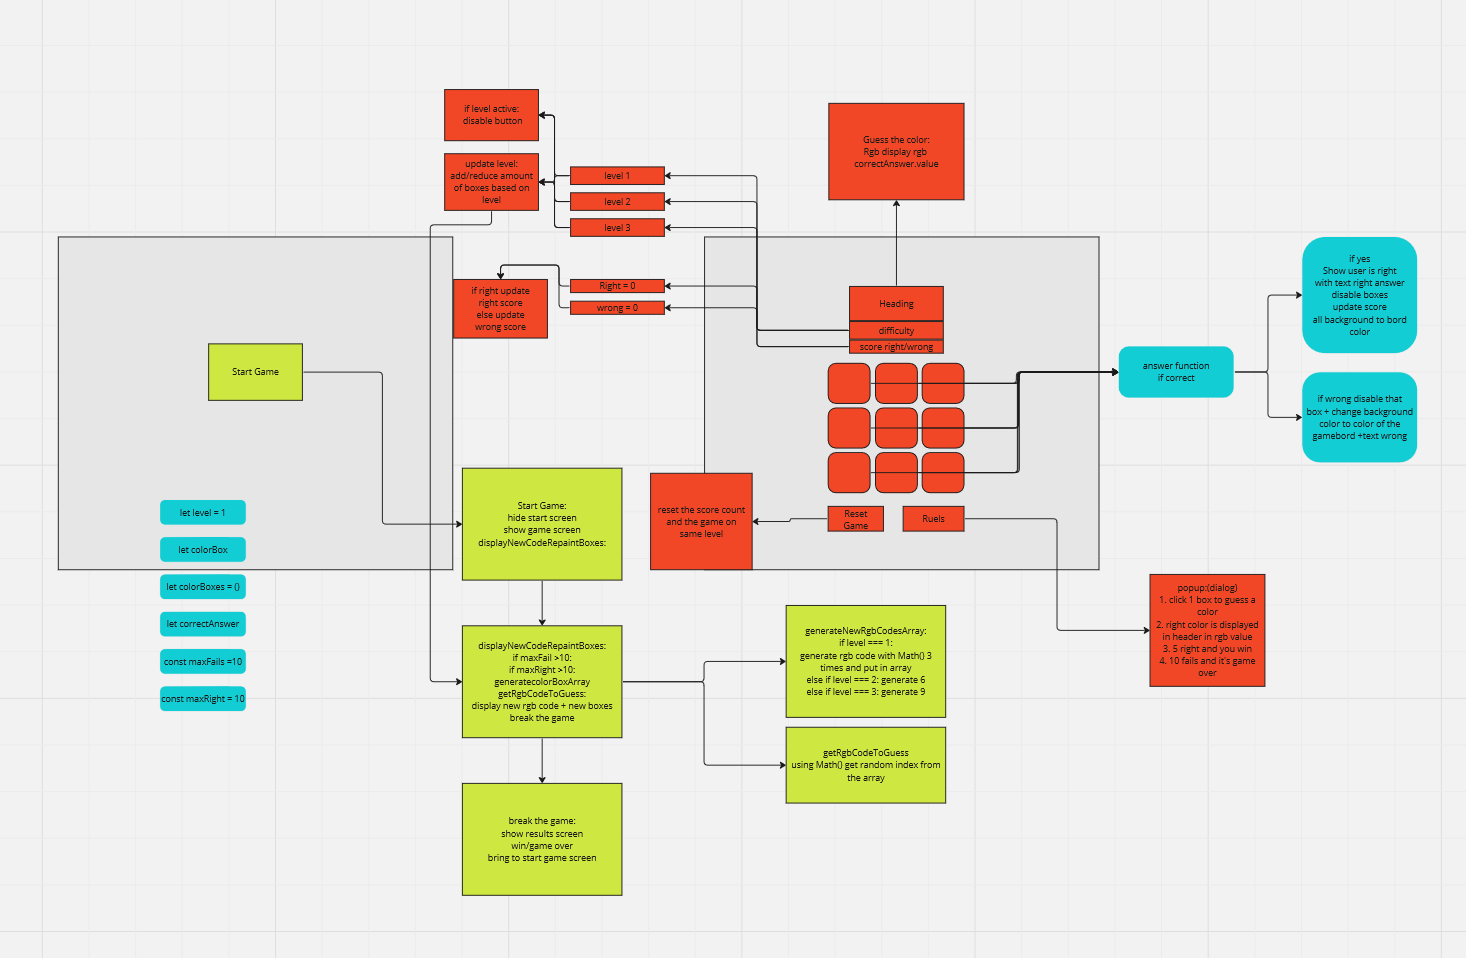 if level active:
disable button
update level:
add/reduce amount
of boxes based on
level
level 1
level 2
level 3
Guess the color:
Rgb display rgb
correctAnswer.value
if right update
right score
else update
wrong score
Right = 0
wrong = 0
Heading
difficulty
score right/wrong
answer function
if correct
if yes
Show user is right
with text right answer
disable boxes
update score
all background to bord
color
if wrong disable that
box + change background
color to color of the
gamebord +text wrong
Start Game
let level = 1
let colorBox
let colorBoxes = ()
let correctAnswer
const maxFails =10
const maxRight = 10
Start Game:
hide start screen
show game screen
displayNewCodeRepaintBoxes:
reset the score count
and the game on
same level
Reset
Game
Ruels
popup:(dialog)
1. click 1 box to guess a
color
2. right color is displayed
in header in rgb value
3. 5 right and you win
4. 10 fails and it's game
over
displayNewCodeRepaintBoxes:
if maxFail >10:
if maxRight >10:
generatecolorBoxArray
getRgbCodeToGuess:
display new rgb code + new boxes
break the game
generateNewRgbCodesArray:
if level === 1:
generate rgb code with Math() 3
times and put in array
else if level === 2: generate 6
else if level === 3: generate 9
getRgbCodeToGuess
using Math() get random index from
the array
break the game:
show results screen
win/game over
bring to start game screen